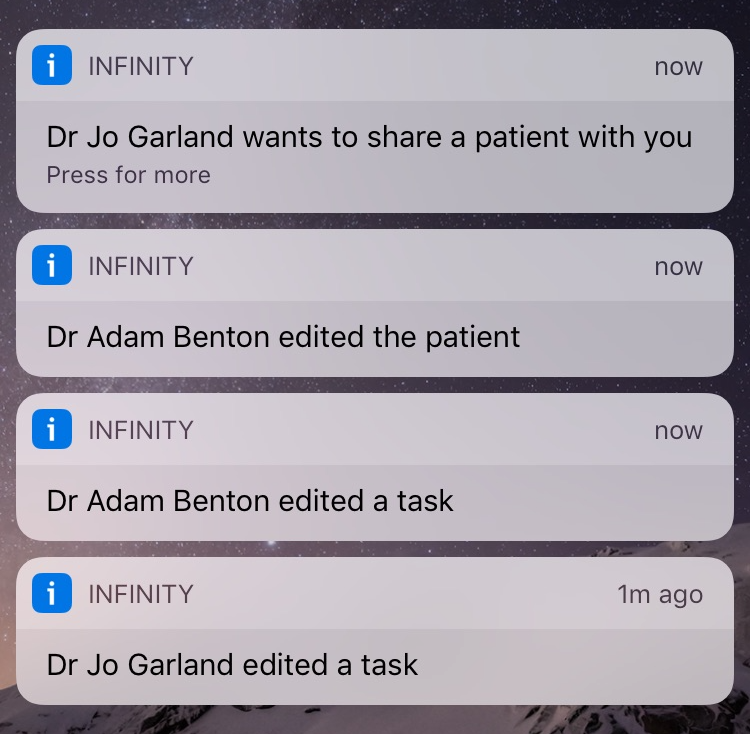 i INFINITY now
Dr Jo Garland wants to share a patient with you
Press for more
i INFINITY now
Dr Adam Benton edited the patient
i INFINITY now
Dr Adam Benton edited a task
i INFINITY 1m ago
Dr Jo Garland edited a task